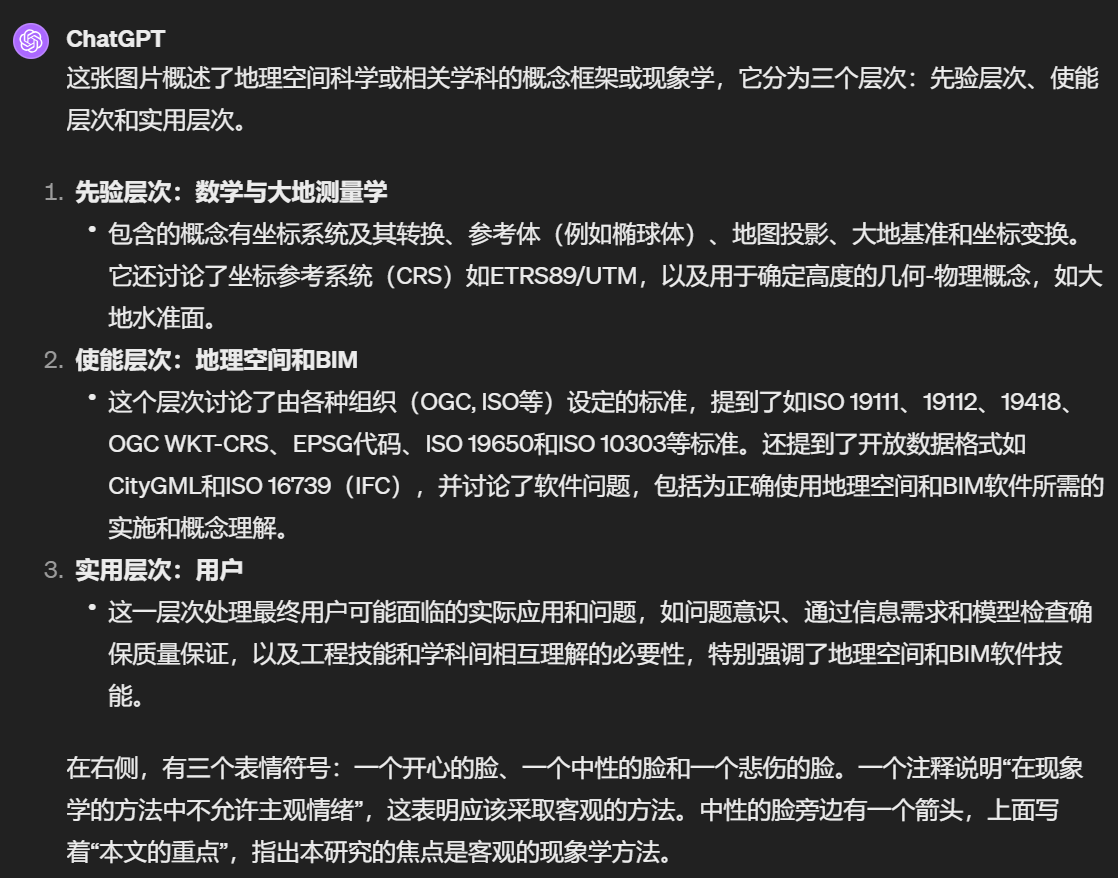 ChatGPT
这张图片概述了地理空间科学或相关学科的概念框架或现象学，它分为三个层次：先验层次、使能
层次和实用层次。
1. 先验层次：数学与大地测量学
• 包含的概念有坐标系统及其转换、参考体（例如椭球体）、地图投影、大地基准和坐标变换。
它还讨论了坐标参考系统（CRS）如ETRS89/UTM，以及用于确定高度的几何-物理概念，如大
地水准面。
2. 使能层次：地理空间和BIM
• 这个层次讨论了由各种组织（OGC, ISO等）设定的标准，提到了如ISO 19111、19112、19418、
OGC WKT-CRS、EPSG代码、ISO 19650和ISO 10303等标准。还提到了开放数据格式如
CityGML和ISO 16739（IFC），并讨论了软件问题，包括为正确使用地理空间和BIM软件所需的
实施和概念理解。
3. 实用层次：用户
• 这一层次处理最终用户可能面临的实际应用和问题，如问题意识、通过信息需求和模型检查确
保质量保证，以及工程技能和学科间相互理解的必要性，特别强调了地理空间和BIM软件技
能。
在右侧，有三个表情符号：一个开心的脸、一个中性的脸和一个悲伤的脸。一个注释说明“在现象
学的方法中不允许主观情绪”，这表明应该采取客观的方法。中性的脸旁边有一个箭头，上面写
着“本文的重点”，指出本研究的焦点是客观的现象学方法。